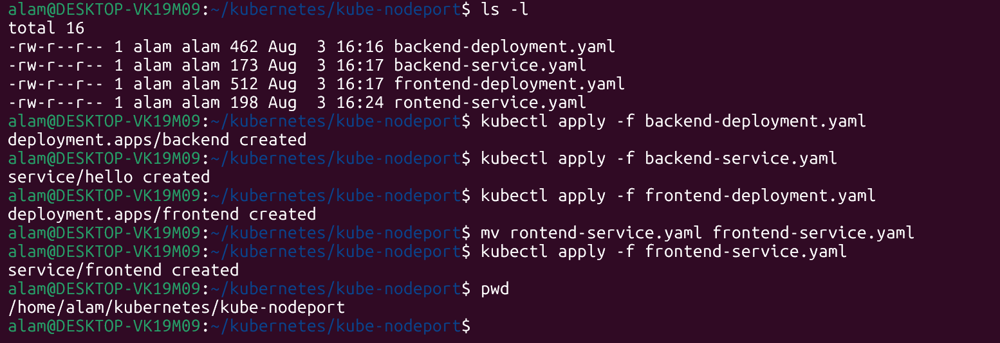 alam@DESKTOP-VK19M09:~/kubernetes/kube-nodeport$ ls -l
total 16
-rw-r--r-- 1 alam alam 462 Aug  3 16:16 backend-deployment.yaml
-rw-r--r-- 1 alam alam 173 Aug  3 16:17 backend-service.yaml
-rw-r--r-- 1 alam alam 512 Aug  3 16:17 frontend-deployment.yaml
-rw-r--r-- 1 alam alam 198 Aug  3 16:24 rontend-service.yaml
alam@DESKTOP-VK19M09:~/kubernetes/kube-nodeport$ kubectl apply -f backend-deployment.yaml
deployment.apps/backend created
alam@DESKTOP-VK19M09:~/kubernetes/kube-nodeport$ kubectl apply -f backend-service.yaml
service/hello created
alam@DESKTOP-VK19M09:~/kubernetes/kube-nodeport$ kubectl apply -f frontend-deployment.yaml
deployment.apps/frontend created
alam@DESKTOP-VK19M09:~/kubernetes/kube-nodeport$ mv rontend-service.yaml frontend-service.yaml
alam@DESKTOP-VK19M09:~/kubernetes/kube-nodeport$ kubectl apply -f frontend-service.yaml
service/frontend created
alam@DESKTOP-VK19M09:~/kubernetes/kube-nodeport$ pwd
/home/alam/kubernetes/kube-nodeport
alam@DESKTOP-VK19M09:~/kubernetes/kube-nodeport$